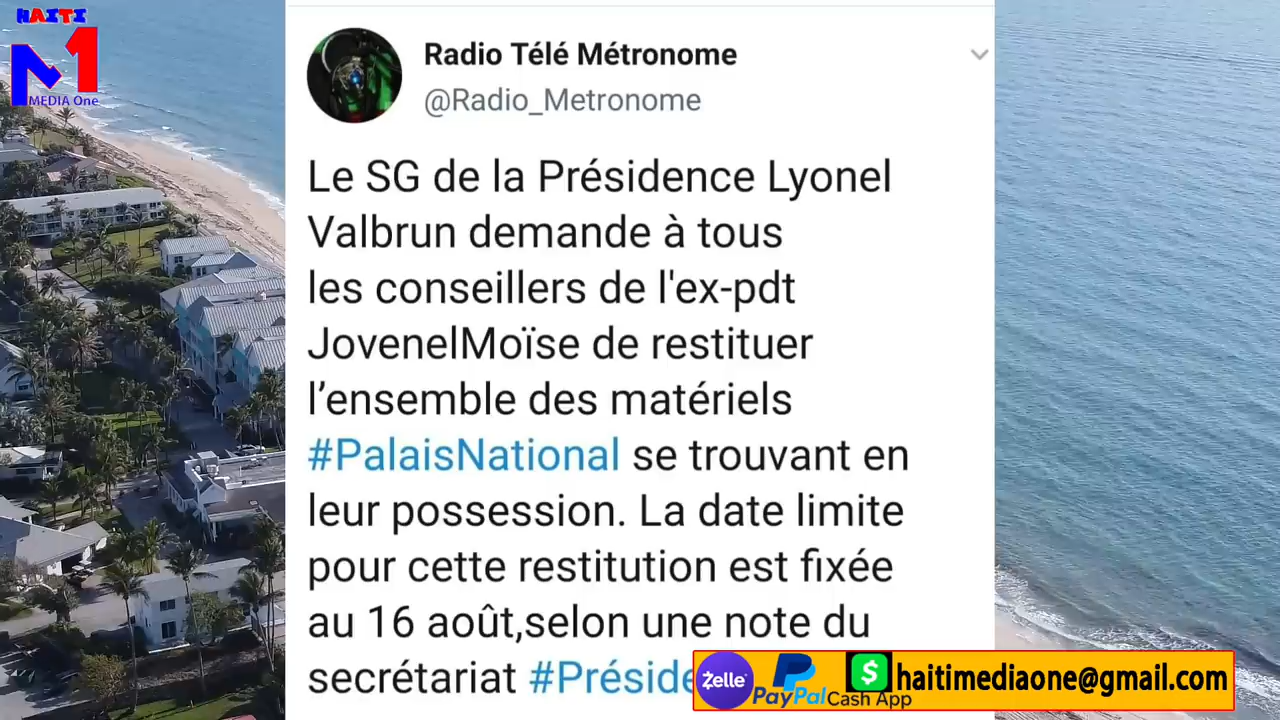 HAITI
M1
MEDIA One
Radio Télé Métronome
@Radio_Metronome
Le SG de la Présidence Lyonel
Valbrun demande à tous
les conseillers de l'ex-pdt
JovenelMoïse de restituer
l’ensemble des matériels
#PalaisNational se trouvant en
leur possession. La date limite
pour cette restitution est fixée
au 16 août,selon une note du
secrétariat #Préside
Zelle PayPal $ Cash App haitimediaone@gmail.com